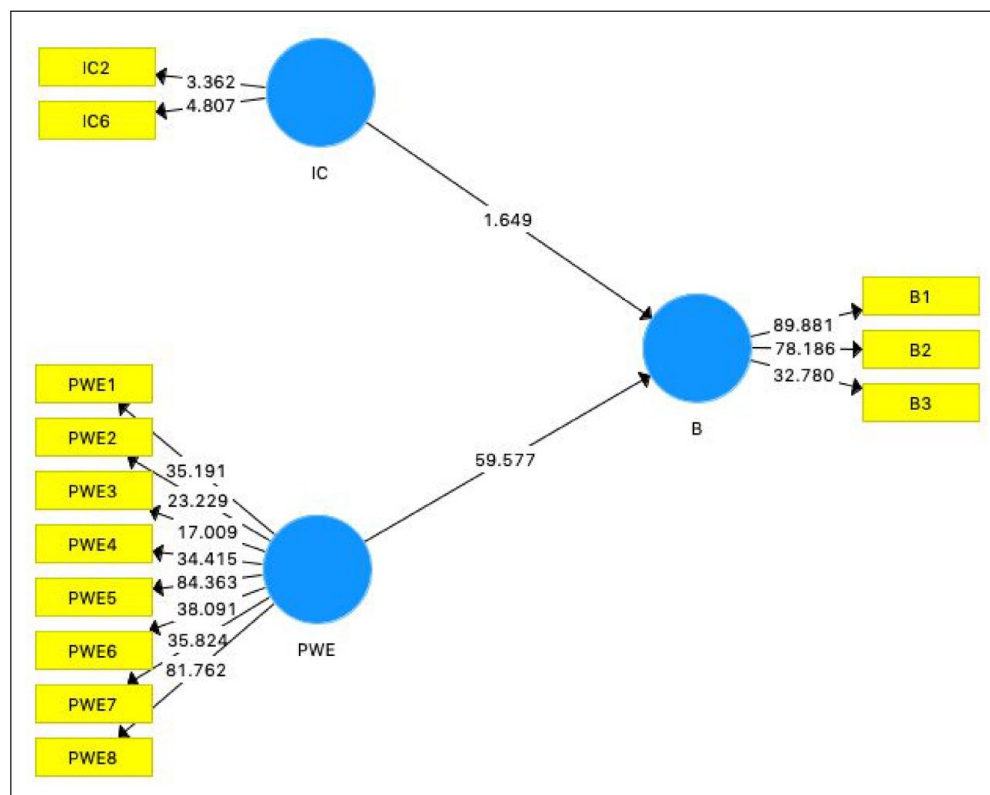 IC2
3.362
4.807
IC6
IC
1.649
B1
89.881
78.186
B2
32.780
B3
B
PWE1
PWE2
35.191
PWE3
23.229
59.577
17.009
PWE4
34.415
84.363
PWE5
38.091
PWE6
35.824
PWE
81.762
PWE7
PWE8